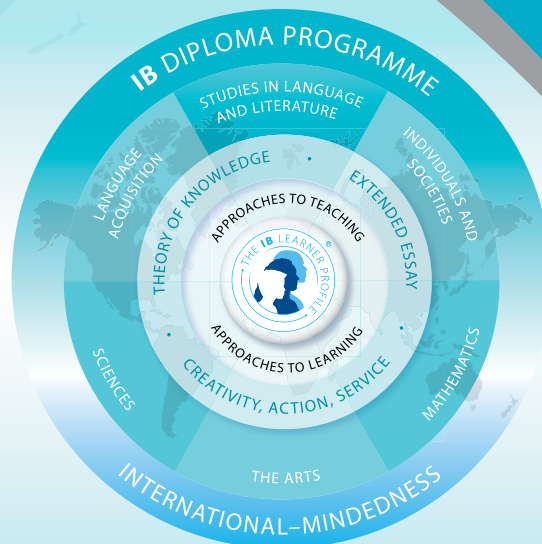 IB DIPLOMA PROGRAMME
STUDIES IN LANGUAGE
AND LITERATURE
LANGUAGE
ACQUISITION
INDIVIDUALS AND
SOCIETIES
THEORY OF KNOWLEDGE
EXTENDED ESSAY
APPROACHES TO TEACHING
THE IB LEARNER PROFILE
®
APPROACHES TO LEARNING
CREATIVITY, ACTION, SERVICE
SCIENCES
MATHEMATICS
THE ARTS
INTERNATIONAL–MINDEDNESS